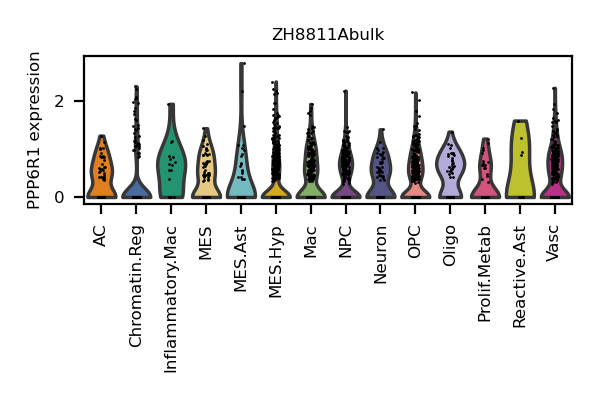 ZH8811Abulk
PPP6R1 expression
2
0
AC
Chromatin.Reg
Inflammatory.Mac
MES
MES.Ast
MES.Hyp
Mac
NPC
Neuron
OPC
Oligo
Prolif.Metab
Reactive.Ast
Vasc